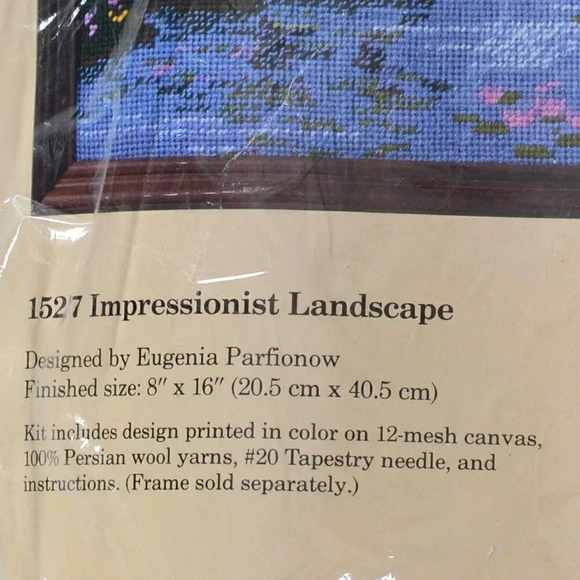 1527 Impressionist Landscape
Designed by Eugenia Parfionow
Finished size: 8″ x 16″ (20.5 cm x 40.5 cm)
Kit includes design printed in color on 12-mesh canvas,
100% Persian wool yarns, #20 Tapestry needle, and
instructions. (Frame sold separately.)